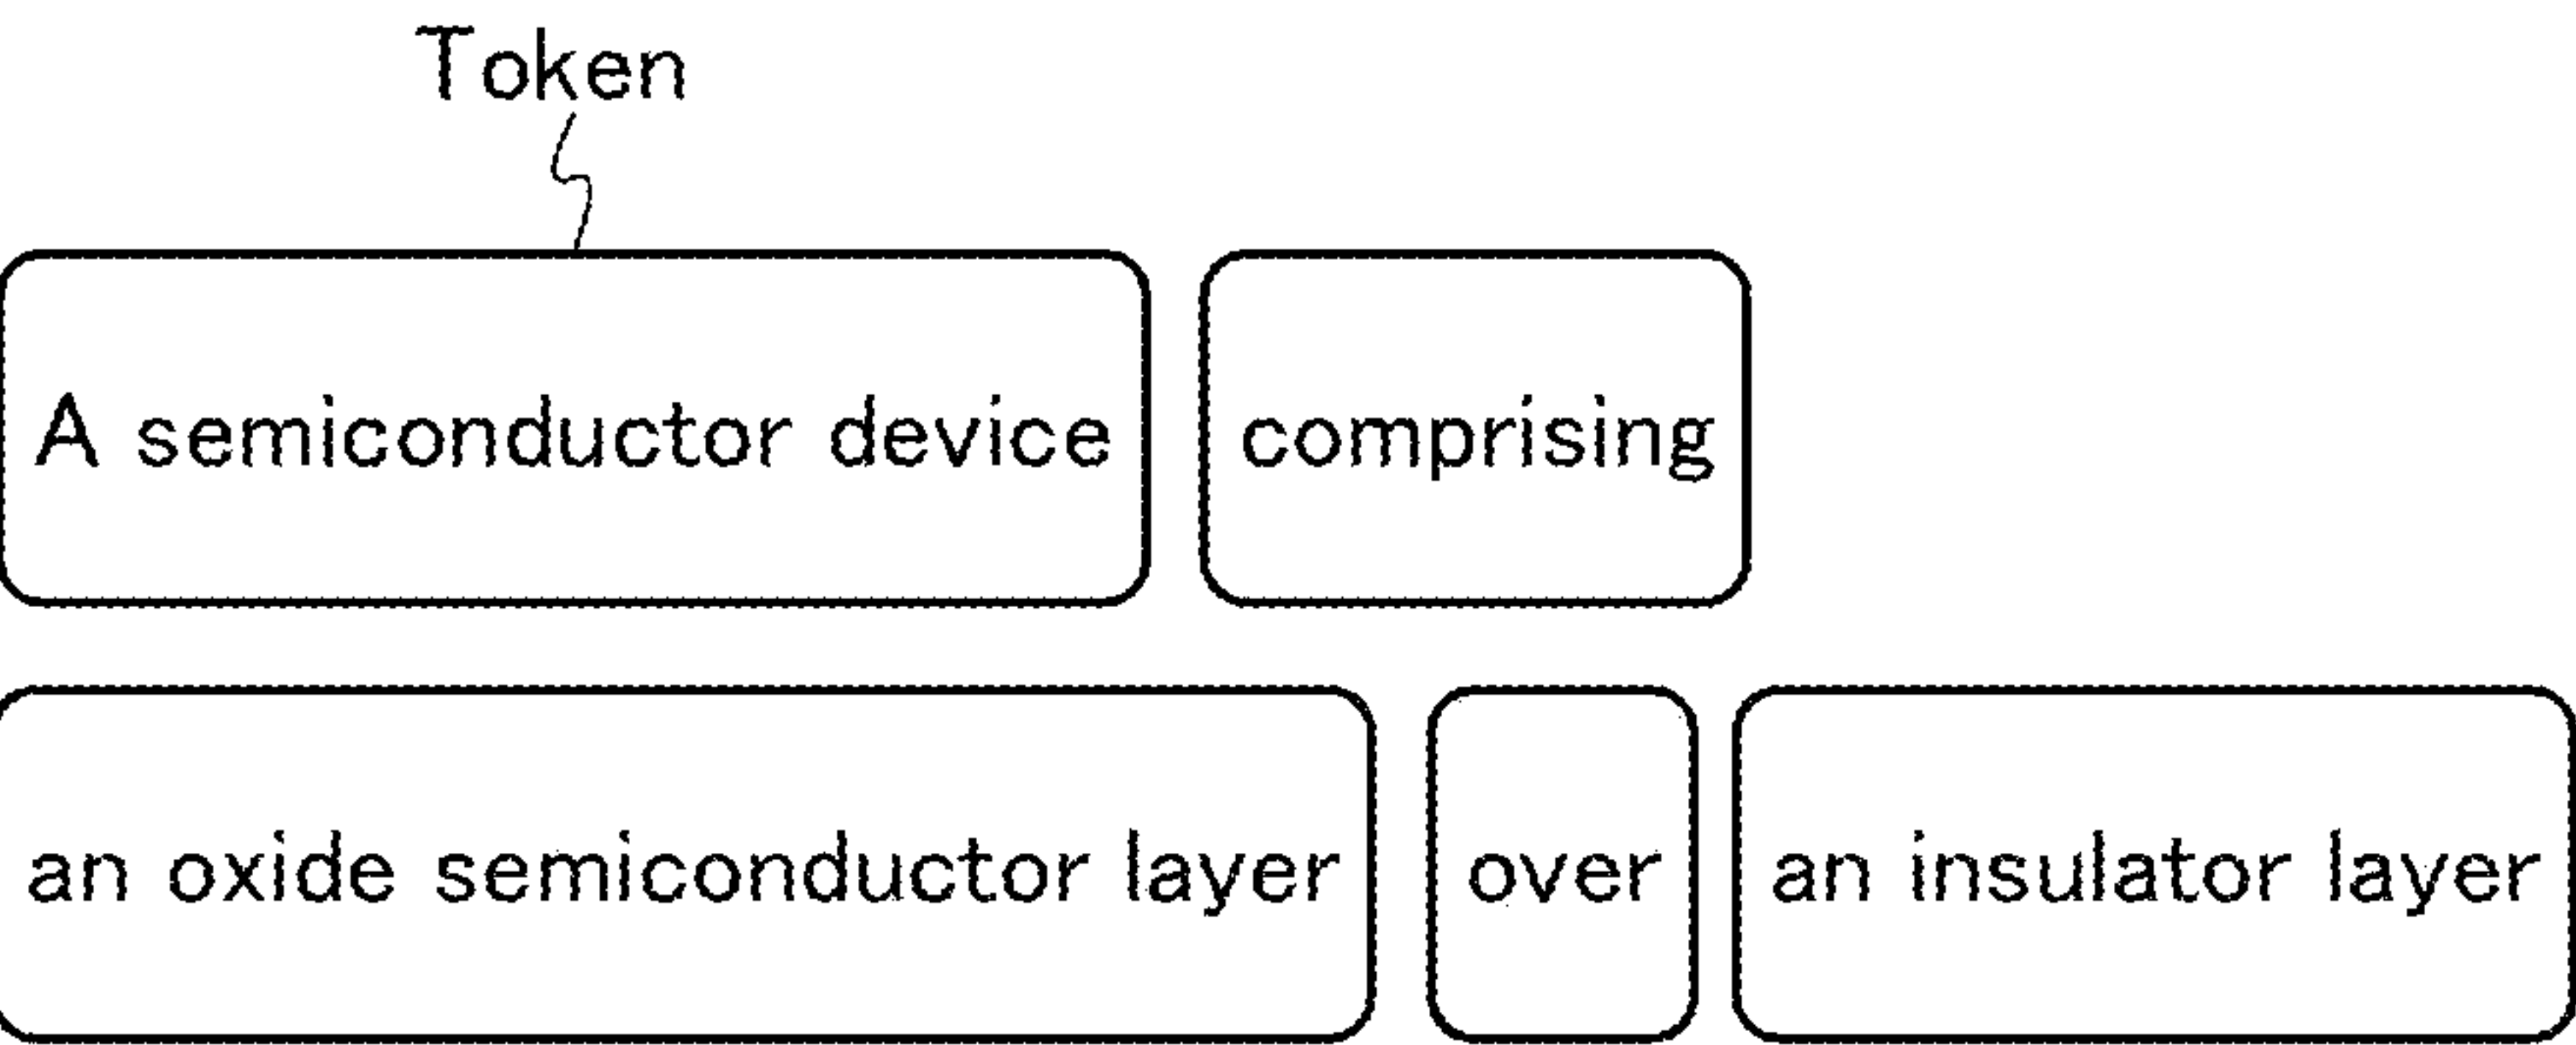 Token
A semiconductor device comprising
an oxide semiconductor layer over an insulator layer